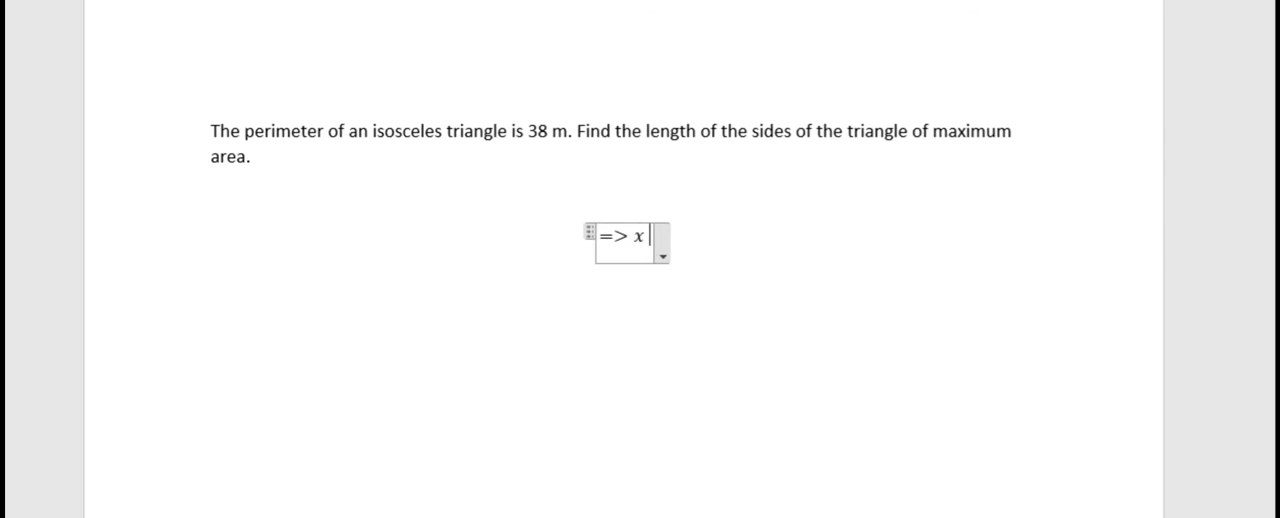 The perimeter of an isosceles triangle is 38 m. Find the length of the sides of the triangle of maximum
area.
=> x